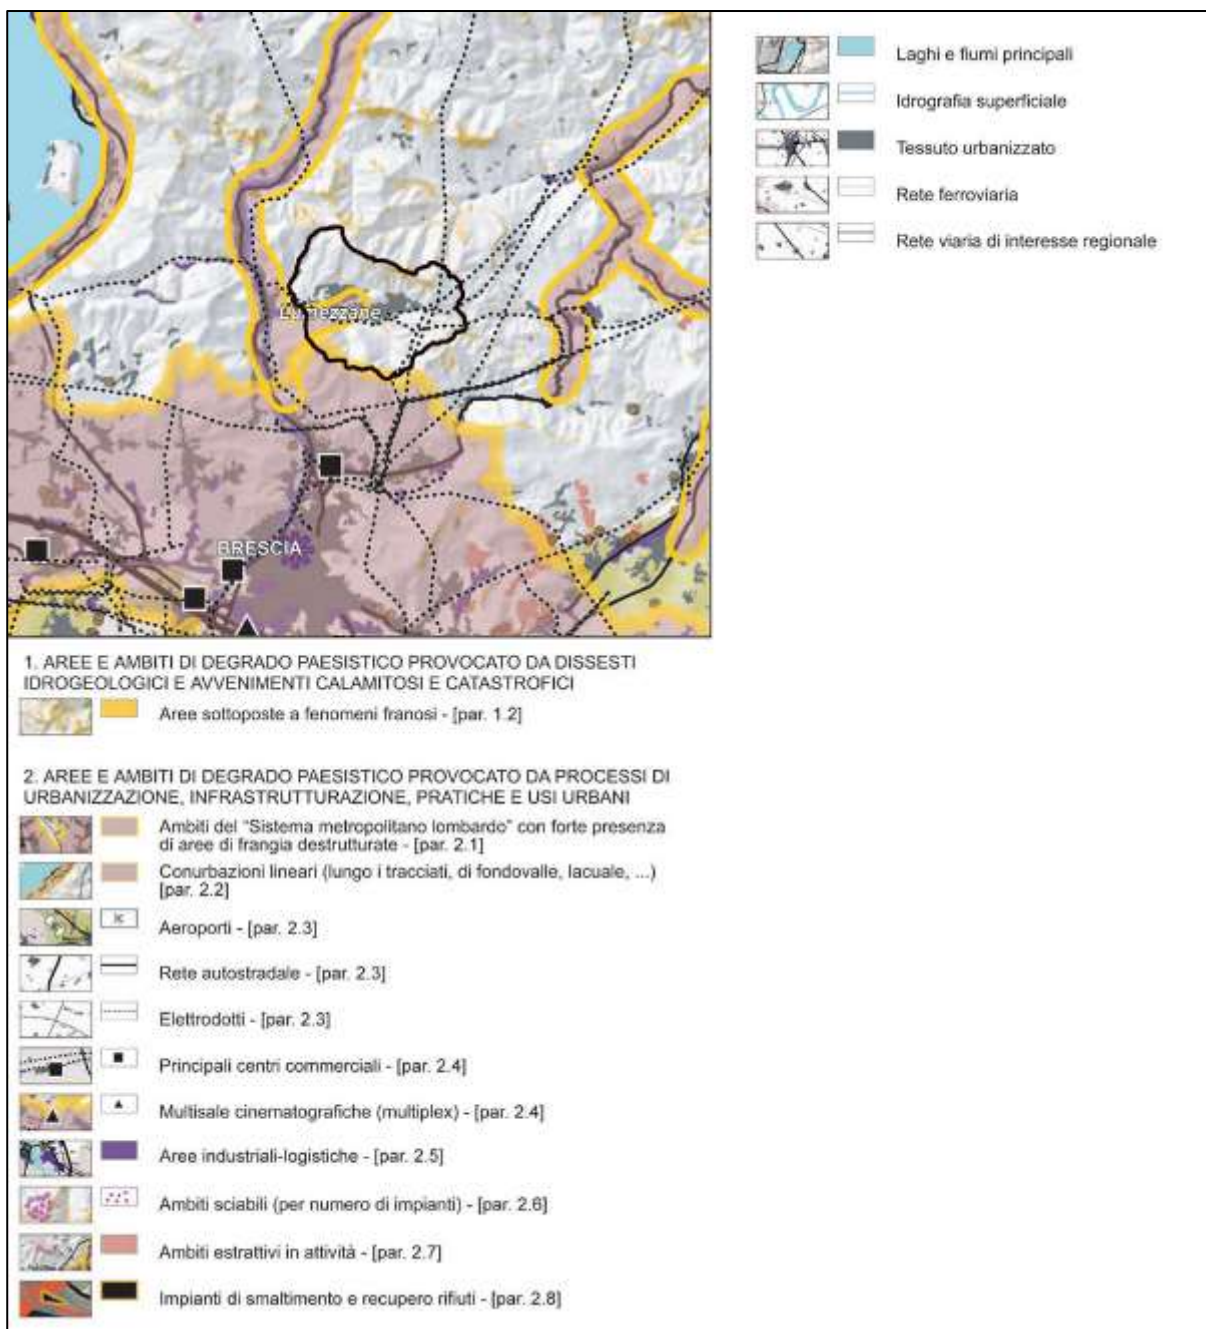 Lumezzane
BRESCIA
Laghi e fiumi principali
Idrografia superficiale
Tessuto urbanizzato
Rete ferroviaria
Rete viaria di interesse regionale
1. AREE E AMBITI DI DEGRADO PAESISTICO PROVOCATO DA DISSESTI
IDROGEOLOGICI E AVVENIMENTI CALAMITOSI E CATASTROFICI
Aree sottoposte a fenomeni franosi - [par. 1.2]
2. AREE E AMBITI DI DEGRADO PAESISTICO PROVOCATO DA PROCESSI DI
URBANIZZAZIONE, INFRASTRUTTURAZIONE, PRATICHE E USI URBANI
Ambiti del "Sistema metropolitano lombardo" con forte presenza
di aree di frangia destrutturate - [par. 2.1]
Conurbazioni lineari (lungo i tracciati, di fondovalle, lacuale, ...)
[par. 2.2]
Aeroporti - [par. 2.3]
Rete autostradale - [par. 2.3]
Elettrodotti - [par. 2.3]
Principali centri commerciali - [par. 2.4]
Multisale cinematografiche (multiplex) - [par. 2.4]
Aree industriali-logistiche - [par. 2.5]
Ambiti sciabili (per numero di impianti) - [par. 2.6]
Ambiti estrattivi in attività - [par. 2.7]
Impianti di smaltimento e recupero rifiuti - [par. 2.8]